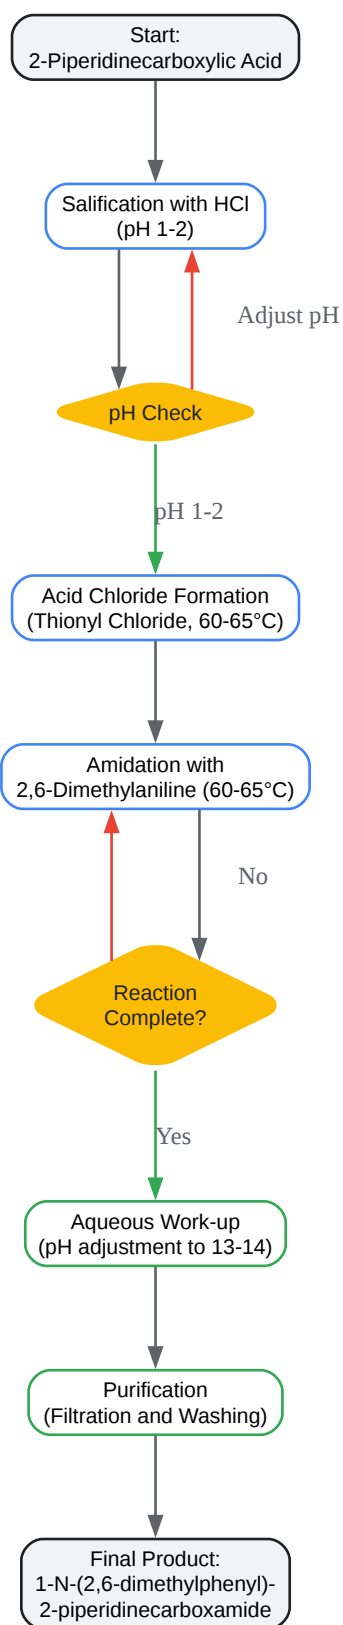 Start:
2-Piperidinecarboxylic Acid
Salification with HCl
(pH 1-2)
Adjust pH
pH Check
pH 1-2
Acid Chloride Formation
(Thionyl Chloride, 60-65°C)
Amidation with
2,6-Dimethylaniline (60-65°C)
No
Reaction
Complete?
Yes
Aqueous Work-up
(pH adjustment to 13-14)
Purification
(Filtration and Washing)
Final Product:
1-N-(2,6-dimethylphenyl)-
2-piperidinecarboxamide